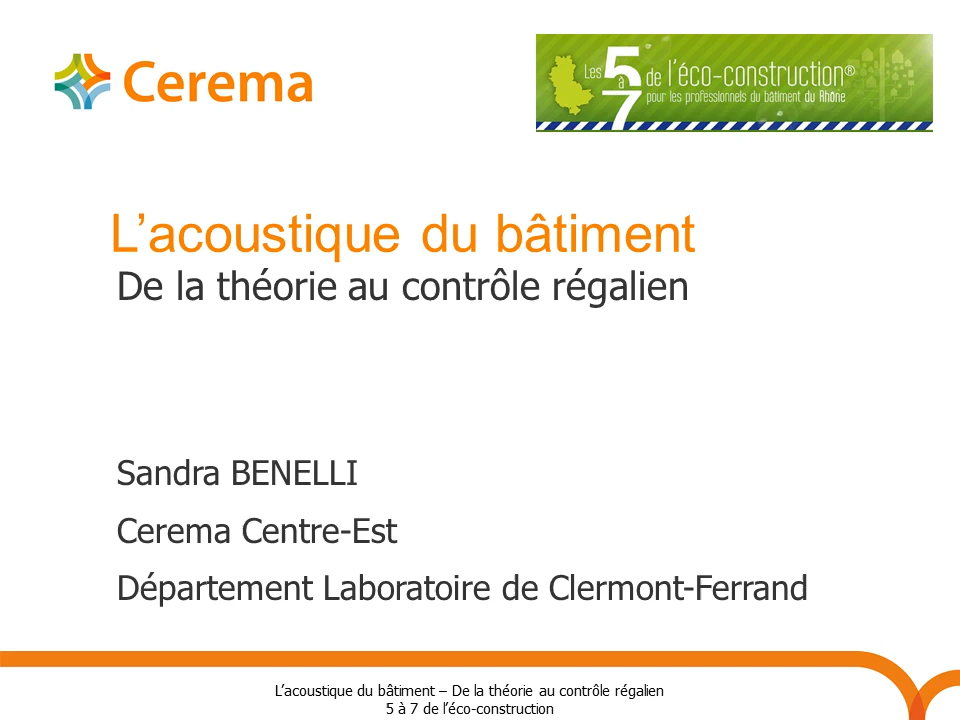 Cerema
Les 5 à 7 de l'éco-construction®
pour les professionnels du bâtiment du Rhône
L’acoustique du bâtiment
De la théorie au contrôle régalien
Sandra BENELLI
Cerema Centre-Est
Département Laboratoire de Clermont-Ferrand
L’acoustique du bâtiment – De la théorie au contrôle régalien
5 à 7 de l’éco-construction